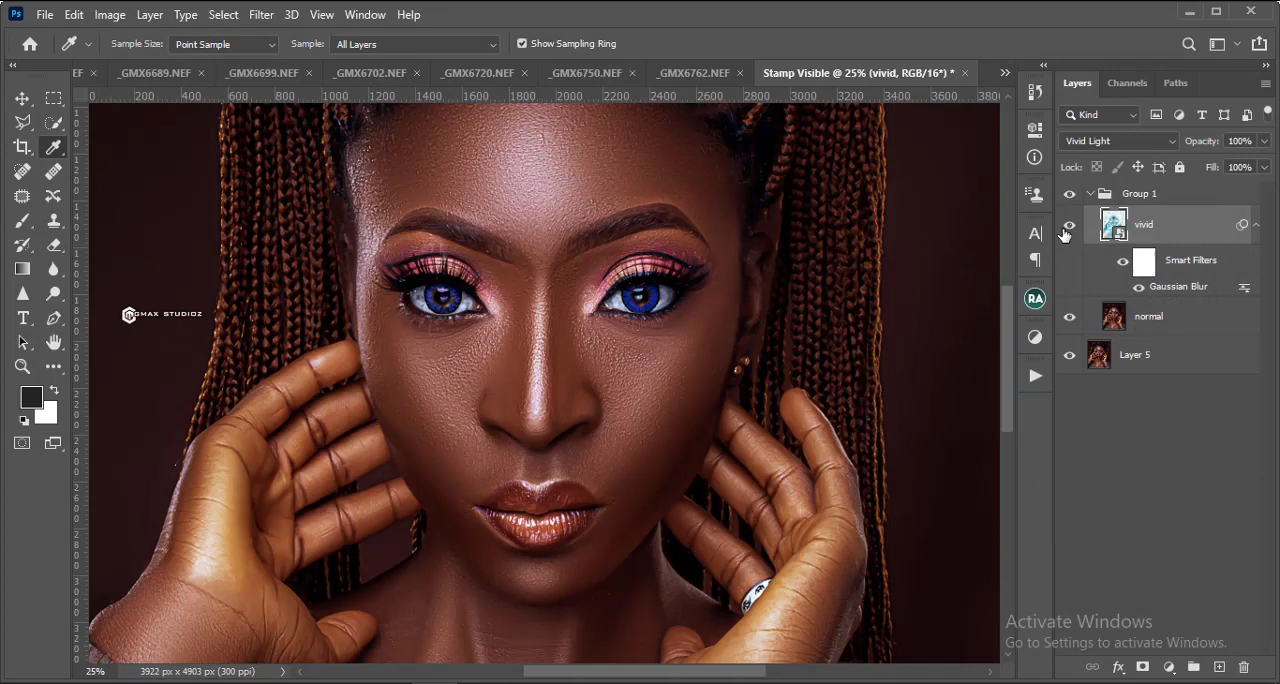 Ps File Edit Image Layer Type Select Filter 3D View Window Help
Sample Size: Point Sample Sample: All Layers Show Sampling Ring
EF × _GMX6689.NEF × _GMX6699.NEF × _GMX6702.NEF × _GMX6720.NEF × _GMX6750.NEF × _GMX6762.NEF × Stamp Visible @ 25% (vivid, RGB/16*) * ×
0 200 400 600 800 1000 1200 1400 1600 1800 2000 2200 2400 2600 2800 3000 3200 3400 3600 380
Layers Channels Paths
Kind
Vivid Light Opacity: 100%
Lock: Fill: 100%
Group 1
vivid
Smart Filters
Gaussian Blur
normal
Layer 5
RA
GMAX STUDIOZ
Activate Windows
Go to Settings to activate Windows.
25% 3922 px x 4903 px (300 ppi)